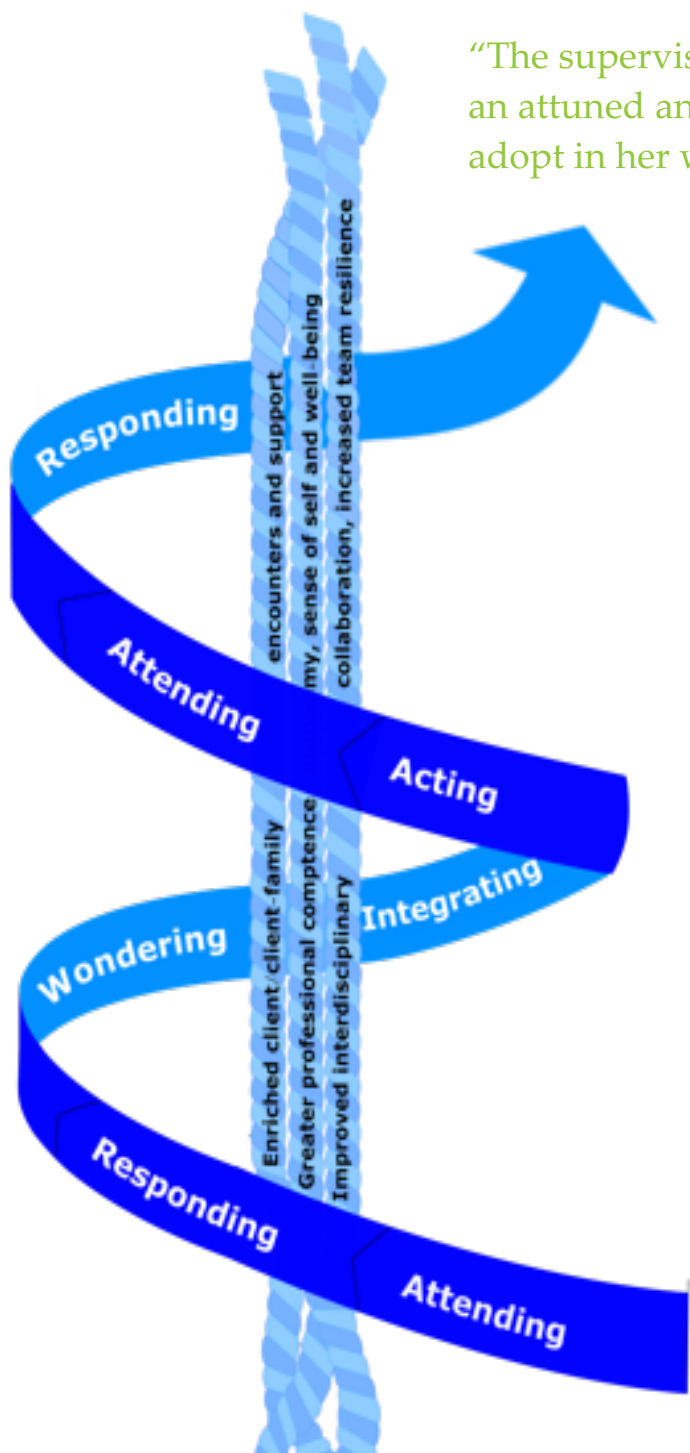 “The supervis
an attuned an
adopt in her w
Responding
Attending
Acting
Wondering
Integrating
Responding
Attending
Enriched client/client-family encounters and support
Greater professional comptence my, sense of self and well-being
Improved interdisciplinary collaboration, increased team resilience